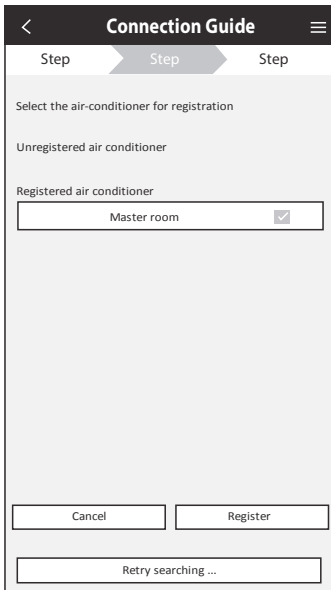 Connection Guide
Step Step Step
Select the air-conditioner for registration
Unregistered air conditioner
Registered air conditioner
Master room
Cancel Register
Retry searching ...